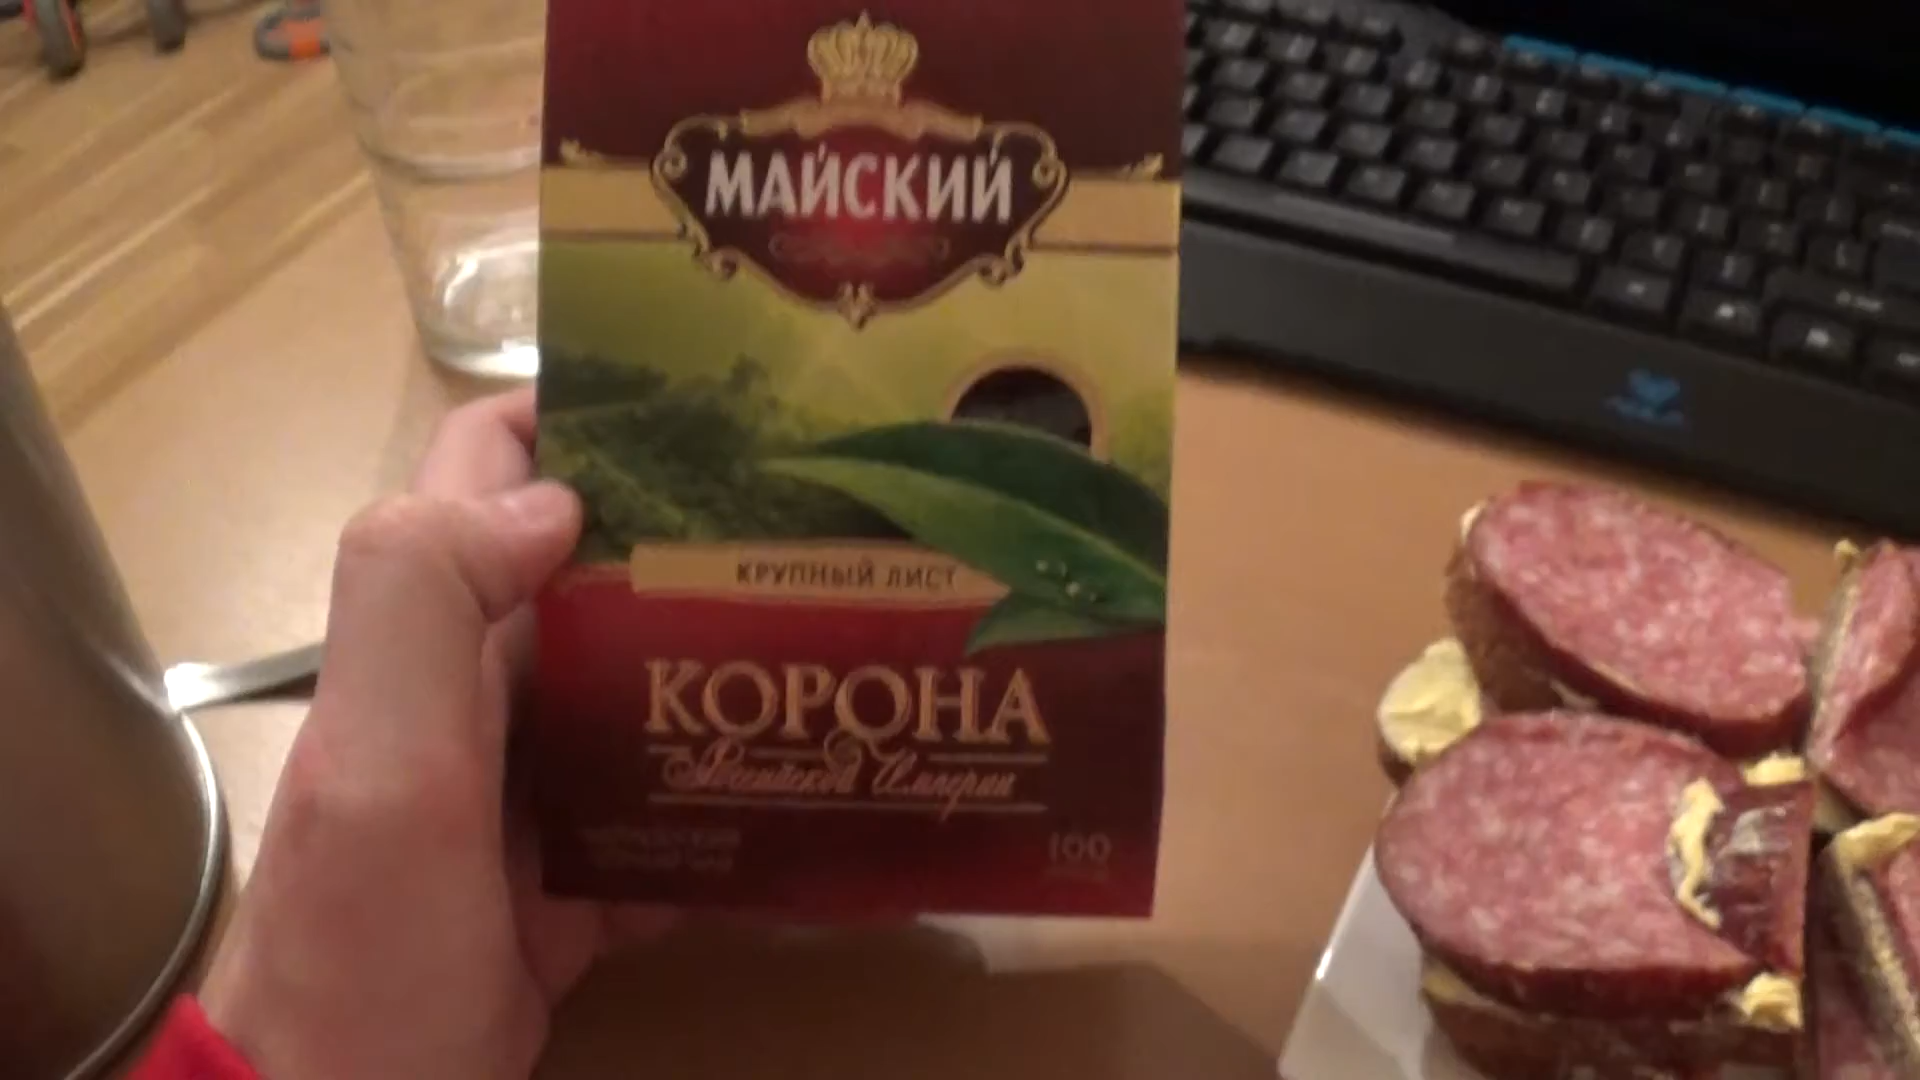 МАЙСКИЙ
КРУПНЫЙ ЛИСТ
КОРОНА
Российской Империи
100